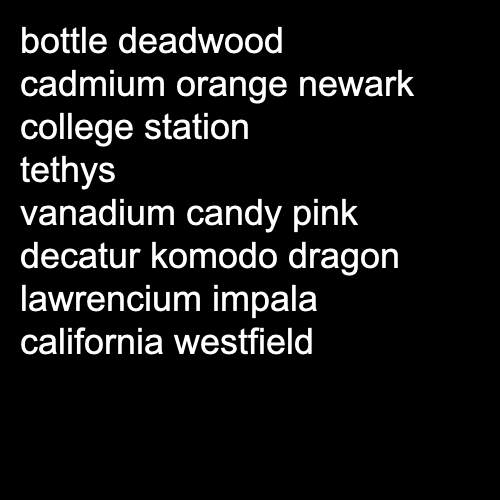 bottle deadwood
cadmium orange newark
college station
tethys
vanadium candy pink
decatur komodo dragon
lawrencium impala
california westfield